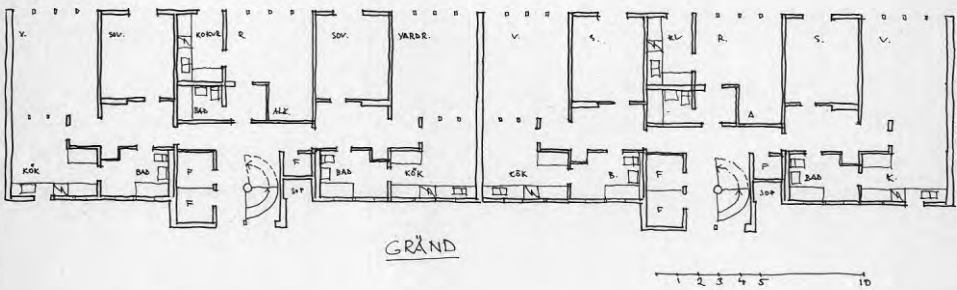 V. SOV. KOKVR R. SOV. VARDR. V. S. KV R. S. V.
BAD ALK. A
KÖK BAD F F BAD KÖK KÖK B. F F BAD K.
F SOP F SOP
GRÄND
1 2 3 4 5 10